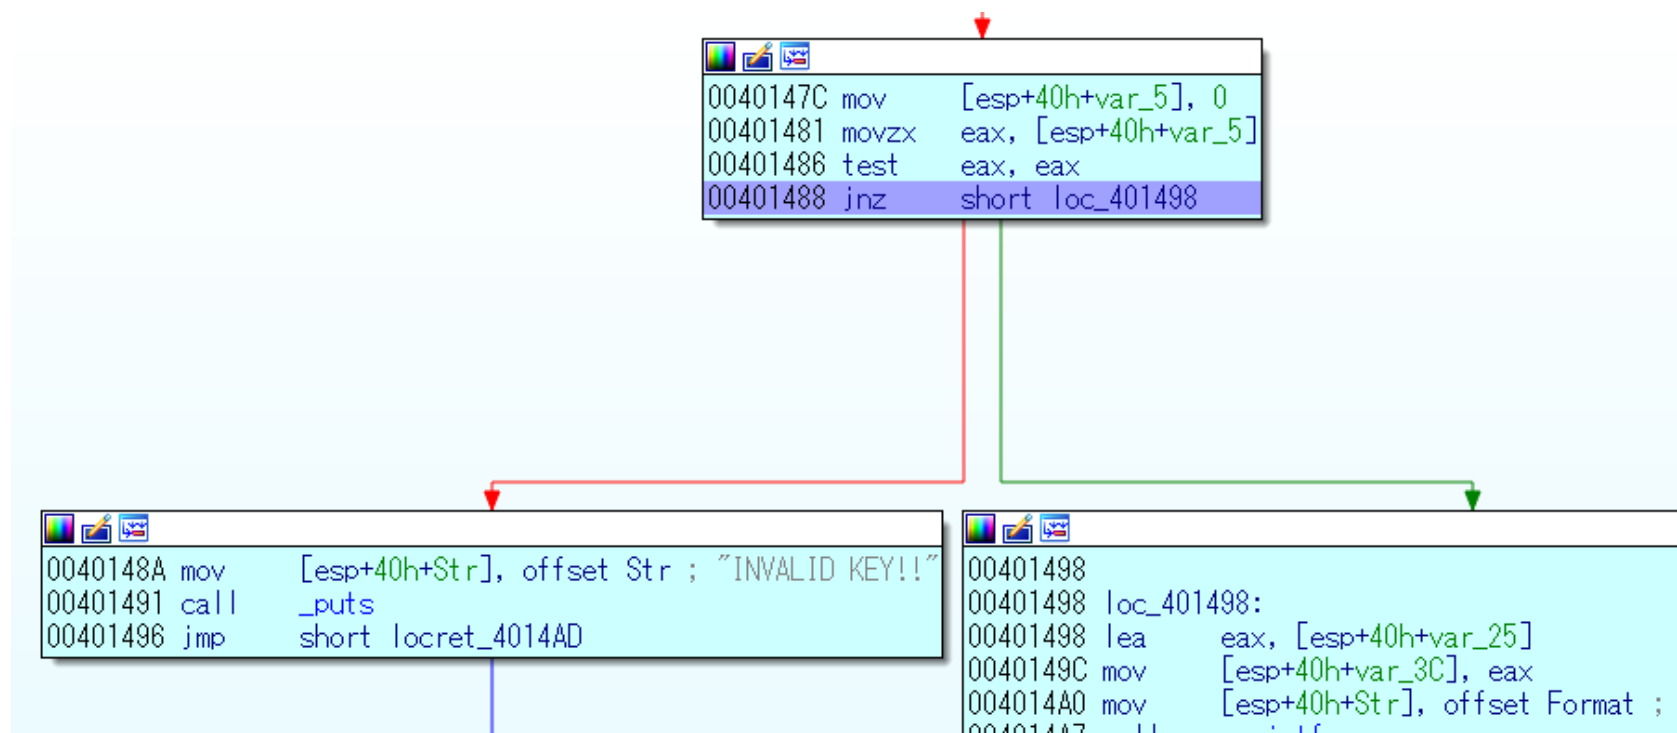 0040147C mov [esp+40h+var_5], 0
00401481 movzx eax, [esp+40h+var_5]
00401486 test eax, eax
00401488 jnz short loc_401498
0040148A mov [esp+40h+Str], offset Str ; "INVALID KEY!!"
00401491 call _puts
00401496 jmp short locret_4014AD
00401498
00401498 loc_401498:
00401498 lea eax, [esp+40h+var_25]
0040149C mov [esp+40h+var_3C], eax
004014A0 mov [esp+40h+Str], offset Format ;